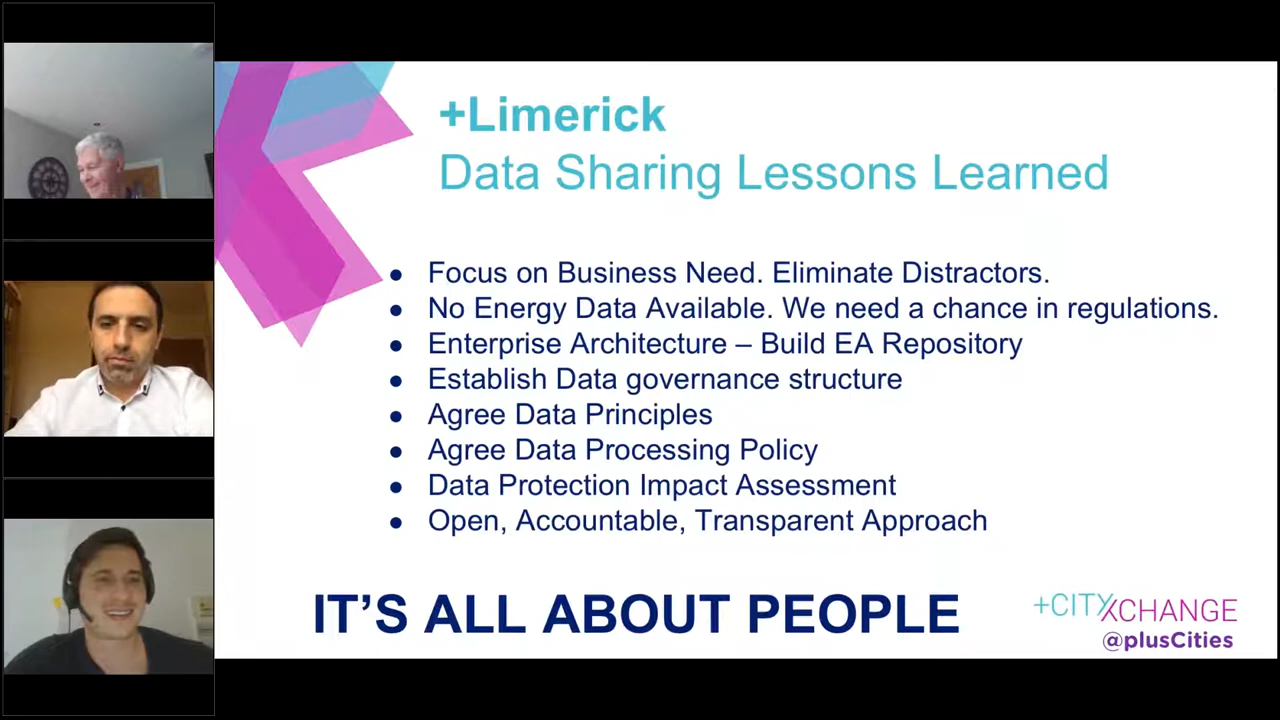 +Limerick
Data Sharing Lessons Learned
● Focus on Business Need. Eliminate Distractors.
● No Energy Data Available. We need a chance in regulations.
● Enterprise Architecture – Build EA Repository
● Establish Data governance structure
● Agree Data Principles
● Agree Data Processing Policy
● Data Protection Impact Assessment
● Open, Accountable, Transparent Approach
IT'S ALL ABOUT PEOPLE
+CITYXCHANGE
@plusCities